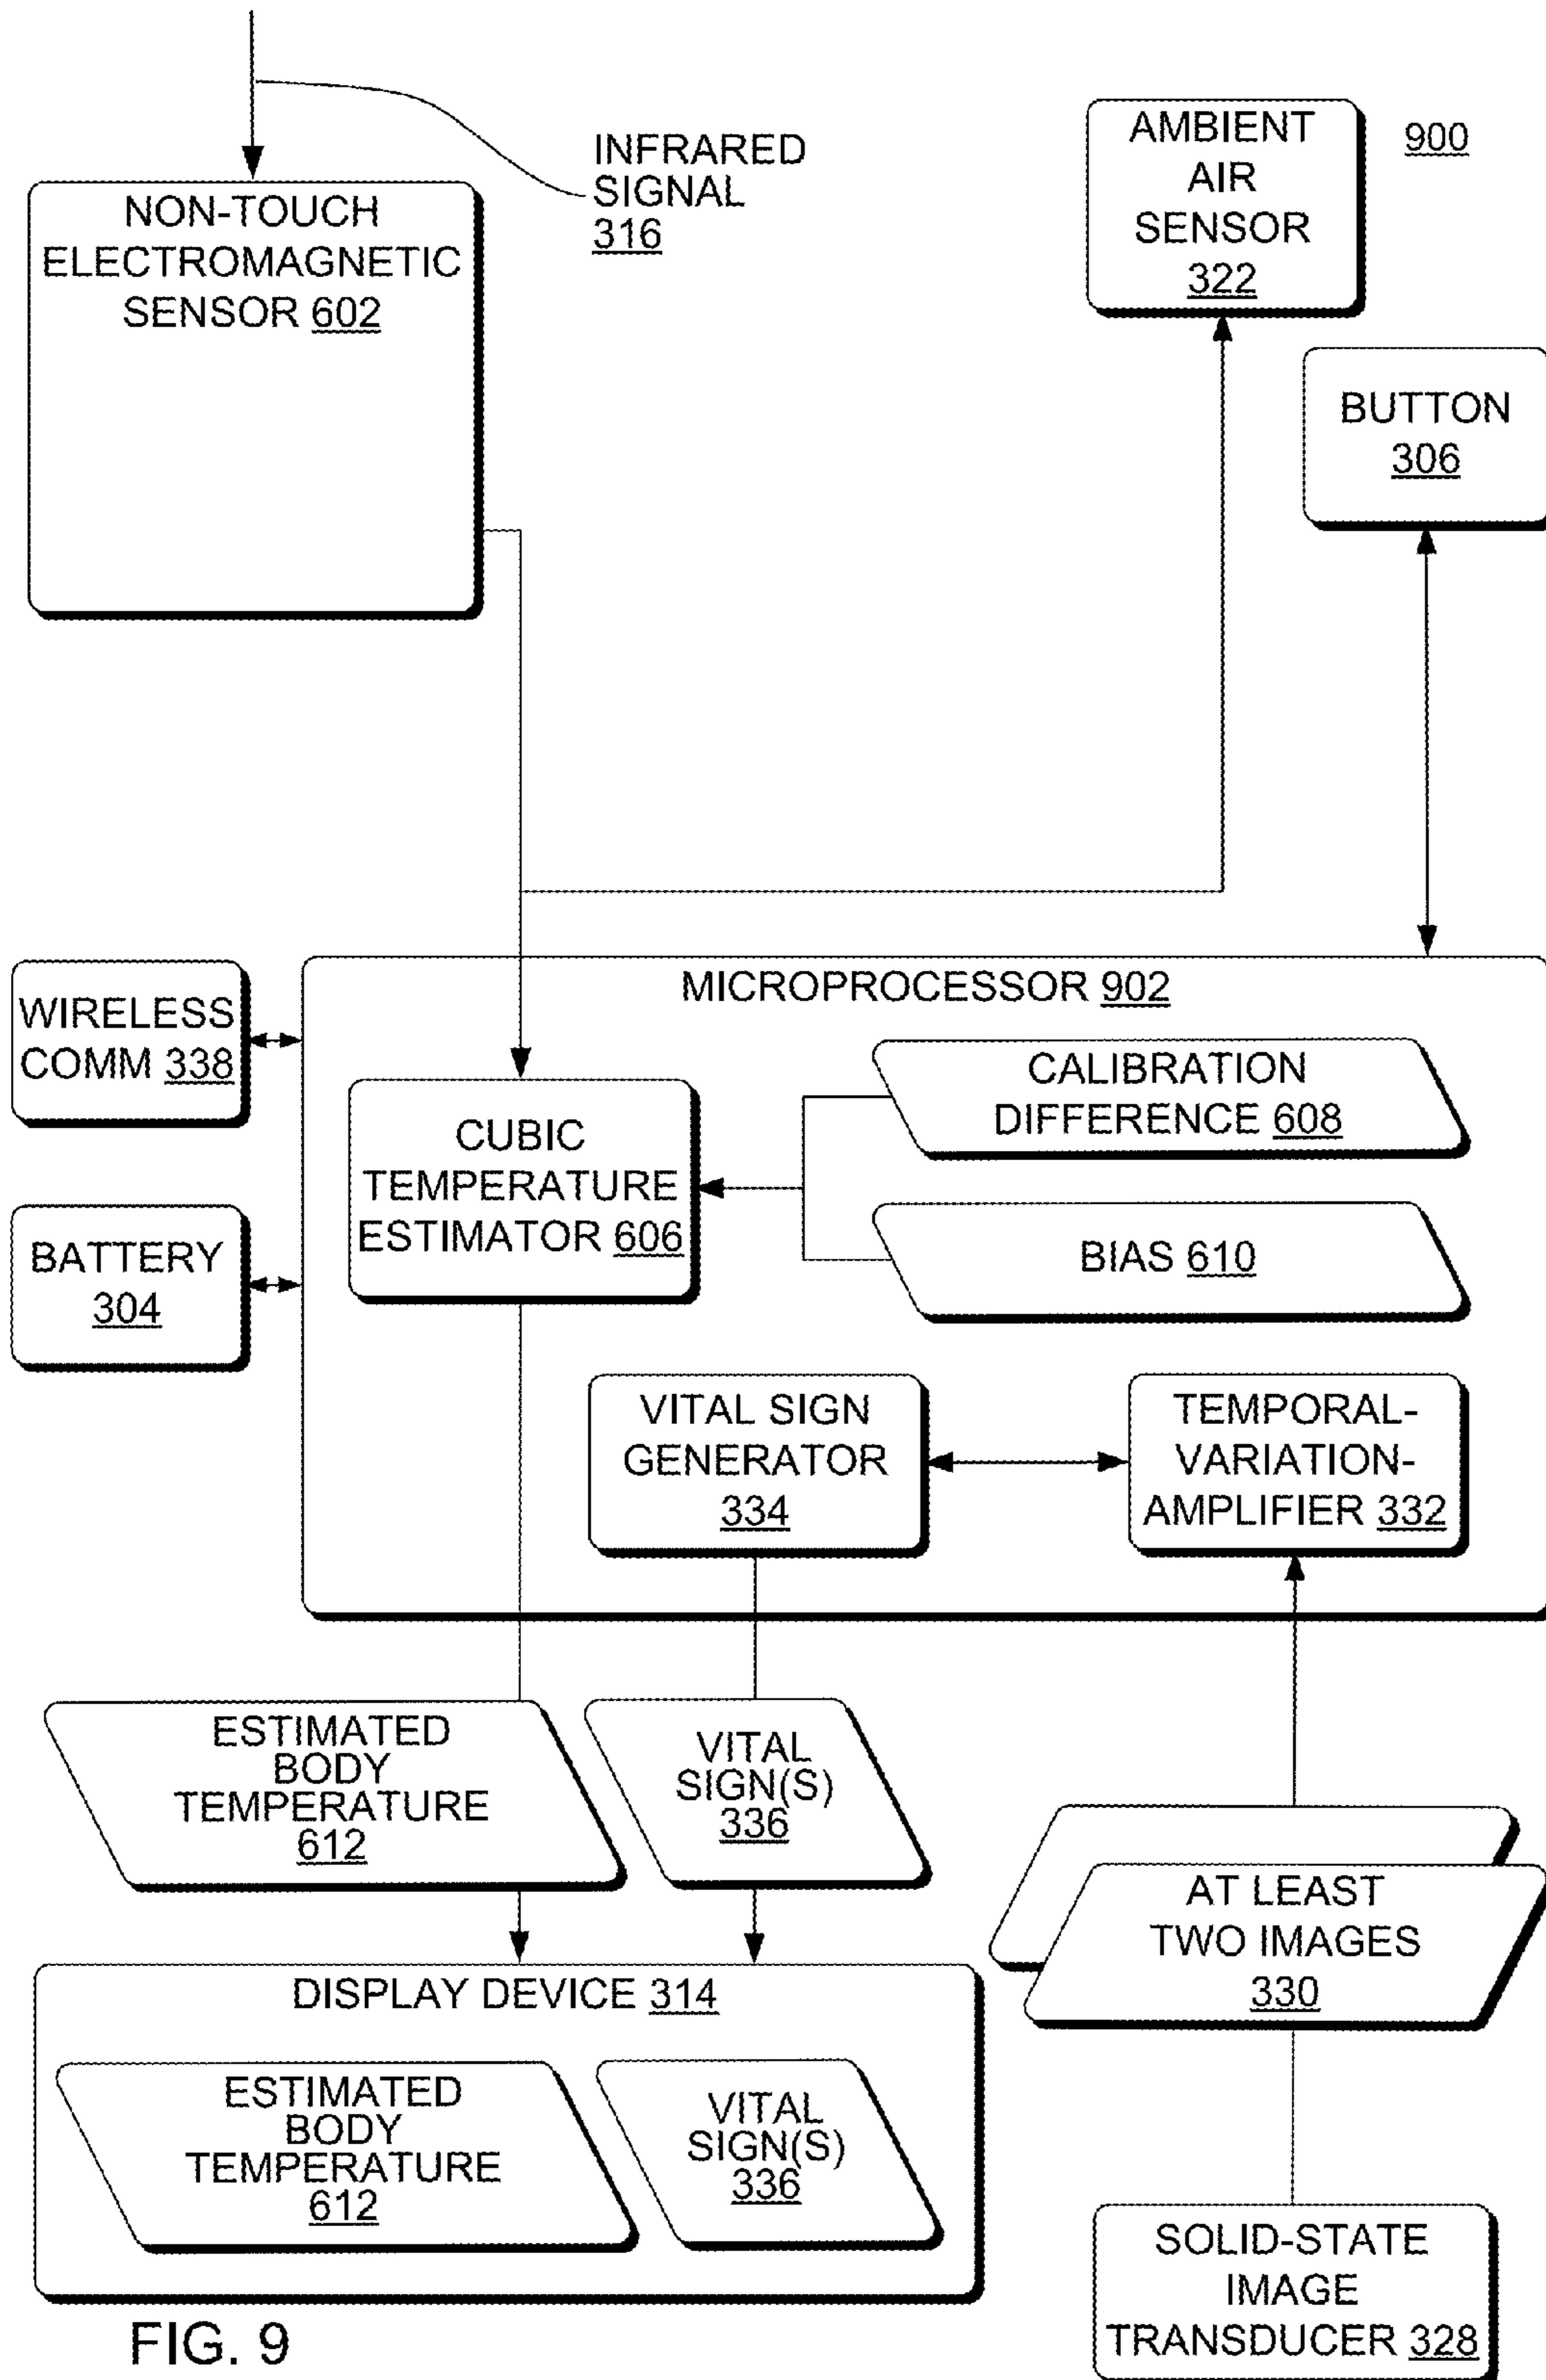 INFRARED
SIGNAL
316
NON-TOUCH
ELECTROMAGNETIC
SENSOR 602
AMBIENT
AIR
SENSOR
322
900
BUTTON
306
MICROPROCESSOR 902
WIRELESS
COMM 338
BATTERY
304
CUBIC
TEMPERATURE
ESTIMATOR 606
CALIBRATION
DIFFERENCE 608
BIAS 610
VITAL SIGN
GENERATOR
334
TEMPORAL-
VARIATION-
AMPLIFIER 332
ESTIMATED
BODY
TEMPERATURE
612
VITAL
SIGN(S)
336
AT LEAST
TWO IMAGES
330
DISPLAY DEVICE 314
ESTIMATED
BODY
TEMPERATURE
612
VITAL
SIGN(S)
336
SOLID-STATE
IMAGE
TRANSDUCER 328
FIG. 9